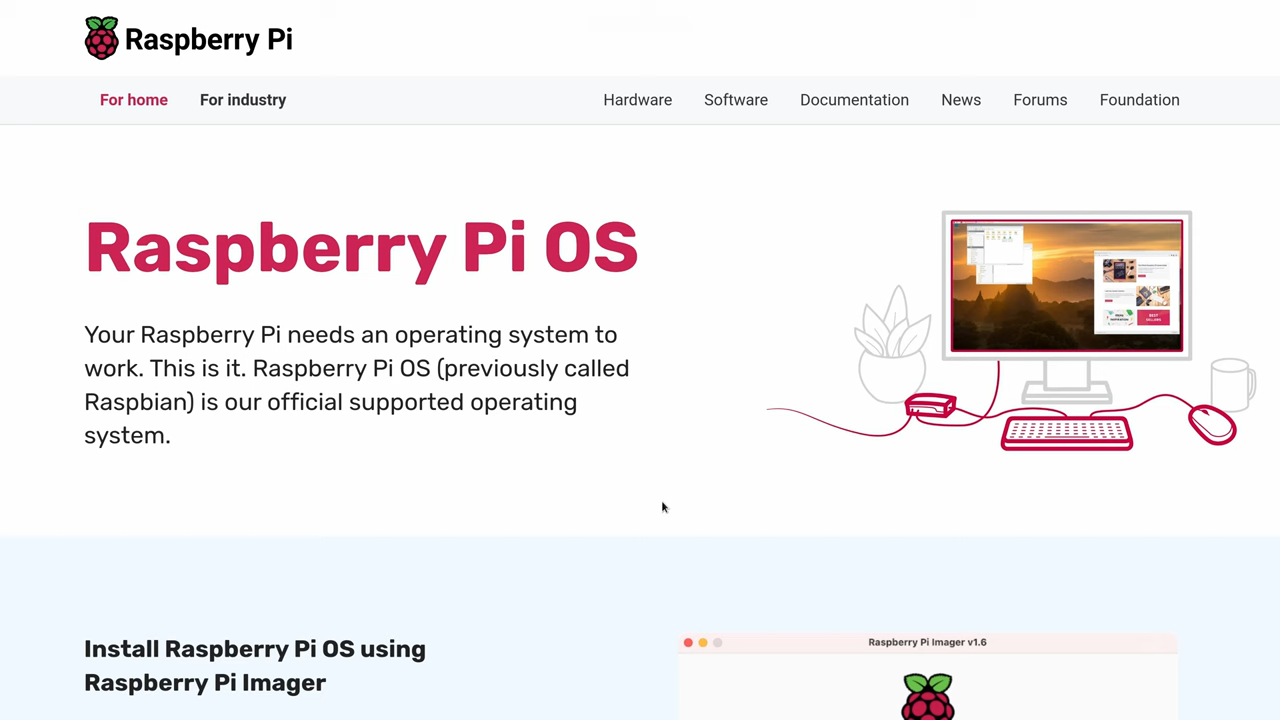 Raspberry Pi
For home
For industry
Hardware
Software
Documentation
News
Forums
Foundation
Raspberry Pi OS
Your Raspberry Pi needs an operating system to
work. This is it. Raspberry Pi OS (previously called
Raspbian) is our official supported operating
system.
BEST
SELLERS
Install Raspberry Pi OS using
Raspberry Pi Imager
Raspberry Pi Imager v1.6